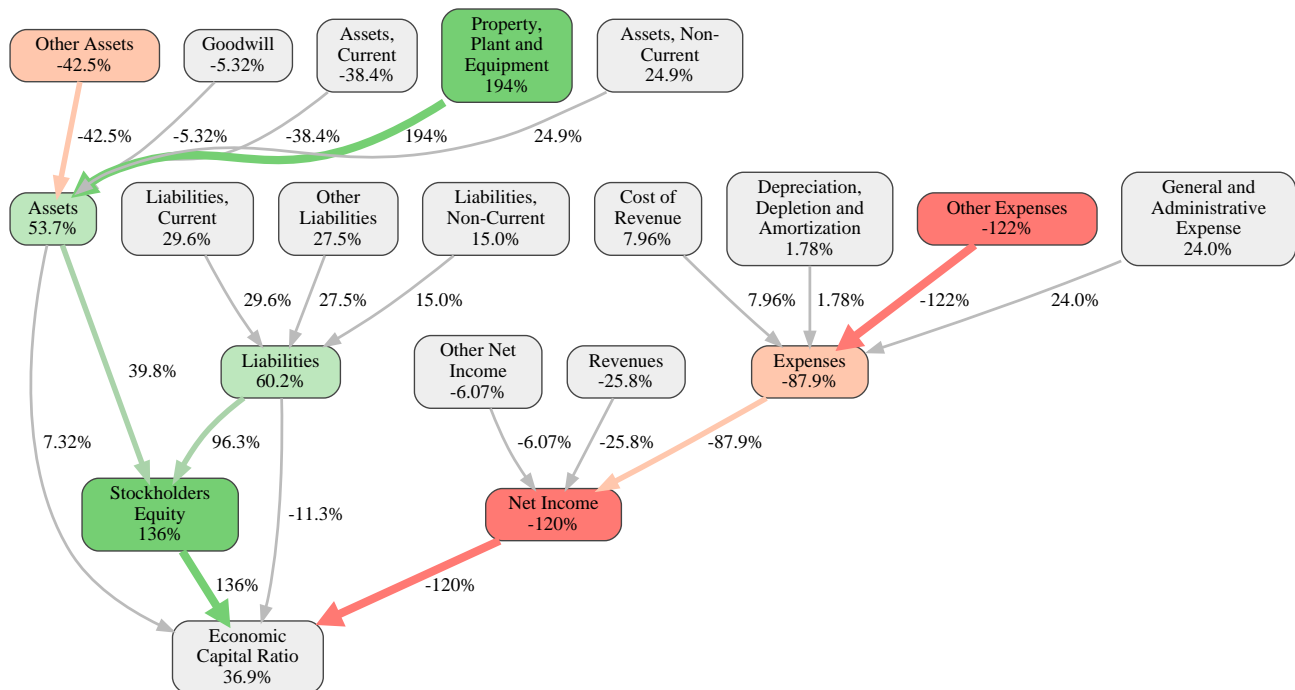 Other Assets
-42.5%
Goodwill
-5.32%
Assets,
Current
-38.4%
Property,
Plant and
Equipment
194%
Assets, Non-
Current
24.9%
-42.5%
-5.32%
-38.4%
194%
24.9%
Assets
53.7%
Liabilities,
Current
29.6%
Other
Liabilities
27.5%
Liabilities,
Non-Current
15.0%
Cost of
Revenue
7.96%
Depreciation,
Depletion and
Amortization
1.78%
Other Expenses
-122%
General and
Administrative
Expense
24.0%
29.6%
27.5%
15.0%
7.96%
1.78%
-122%
24.0%
Liabilities
60.2%
Other Net
Income
-6.07%
Revenues
-25.8%
Expenses
-87.9%
39.8%
7.32%
96.3%
-6.07%
-25.8%
-87.9%
Stockholders
Equity
136%
-11.3%
Net Income
-120%
136%
-120%
Economic
Capital Ratio
36.9%